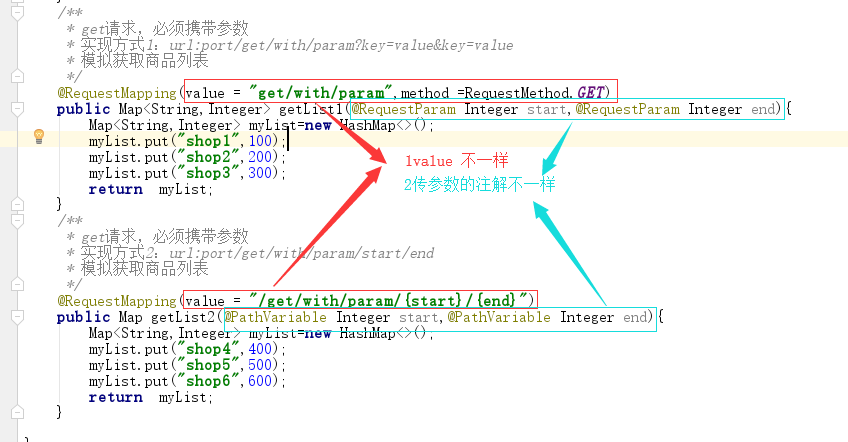 /**
* get请求，必须携带参数
* 实现方式1：url:port/get/with/param?key=value&key=value
* 模拟获取商品列表
*/
@RequestMapping(value = "get/with/param",method =RequestMethod.GET)
public Map<String,Integer> getList1(@RequestParam Integer start,@RequestParam Integer end){
Map<String,Integer> myList=new HashMap<>();
myList.put("shop1",100);
myList.put("shop2",200);
myList.put("shop3",300);
return  myList;
}
1value 不一样
2传参数的注解不一样
/**
* get请求，必须携带参数
* 实现方式2：url:port/get/with/param/start/end
* 模拟获取商品列表
*/
@RequestMapping(value = "/get/with/param/{start}/{end}")
public Map getList2(@PathVariable Integer start,@PathVariable Integer end){
Map<String,Integer> myList=new HashMap<>();
myList.put("shop4",400);
myList.put("shop5",500);
myList.put("shop6",600);
return  myList;
}